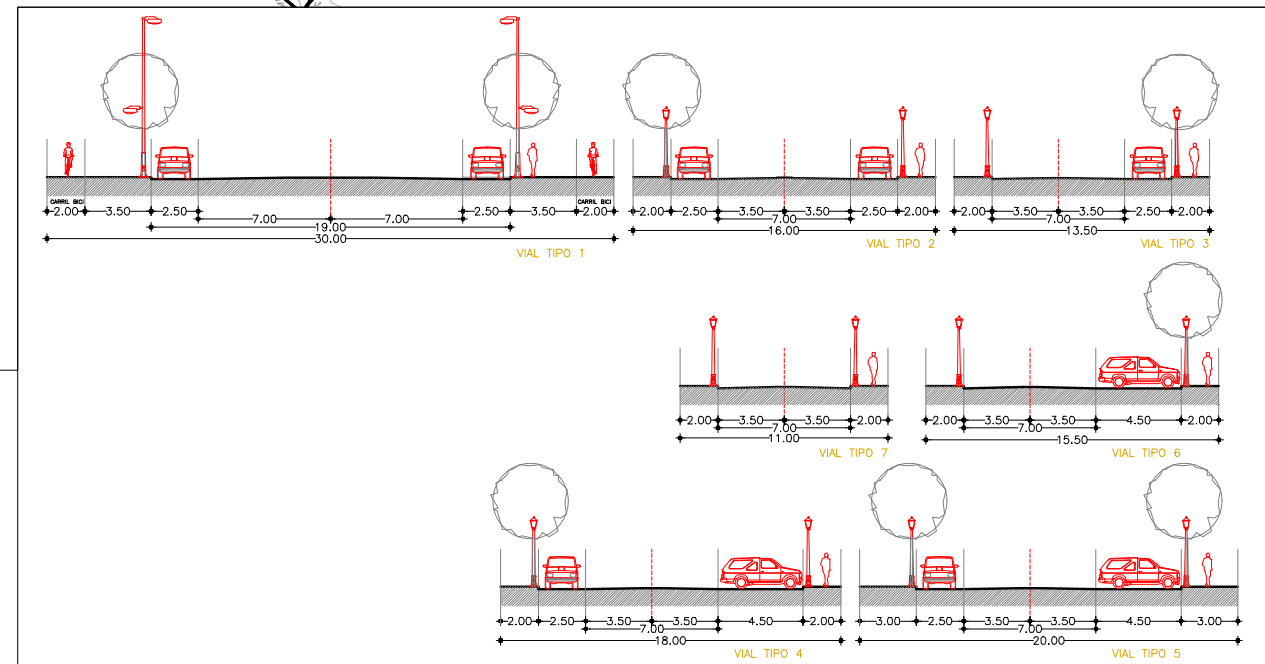 CARRIL BICI CARRIL BICI
2.00 3.50 2.50 7.00 7.00 2.50 3.50 2.00
19.00
30.00
VIAL TIPO 1
2.00 2.50 3.50 3.50 2.50 2.00
7.00
16.00
VIAL TIPO 2
2.00 3.50 3.50 2.50 2.00
7.00
13.50
VIAL TIPO 3
2.00 3.50 3.50 2.00
7.00
11.00
VIAL TIPO 7
2.00 3.50 3.50 4.50 2.00
7.00
15.50
VIAL TIPO 6
2.00 2.50 3.50 3.50 4.50 2.00
7.00
18.00
VIAL TIPO 4
3.00 2.50 3.50 3.50 4.50 3.00
7.00
20.00
VIAL TIPO 5